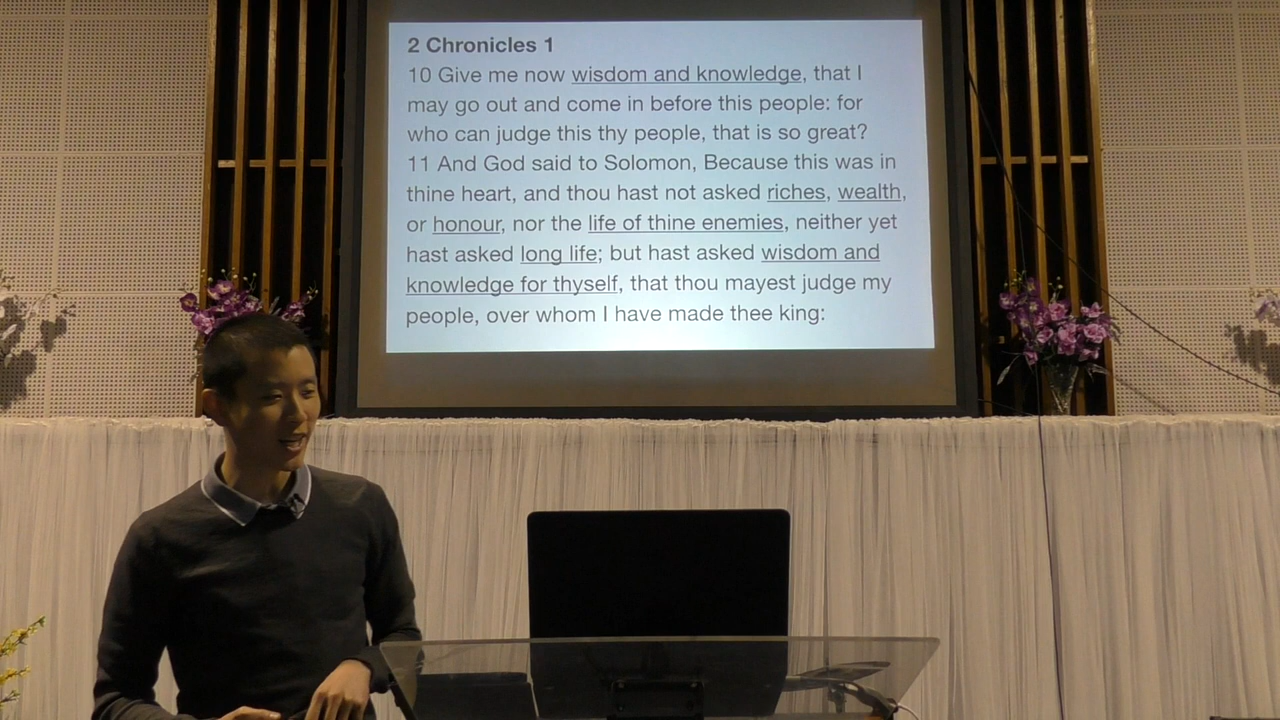 2 Chronicles 1
10 Give me now wisdom and knowledge, that I
may go out and come in before this people: for
who can judge this thy people, that is so great?
11 And God said to Solomon, Because this was in
thine heart, and thou hast not asked riches, wealth,
or honour, nor the life of thine enemies, neither yet
hast asked long life; but hast asked wisdom and
knowledge for thyself, that thou mayest judge my
people, over whom I have made thee king: